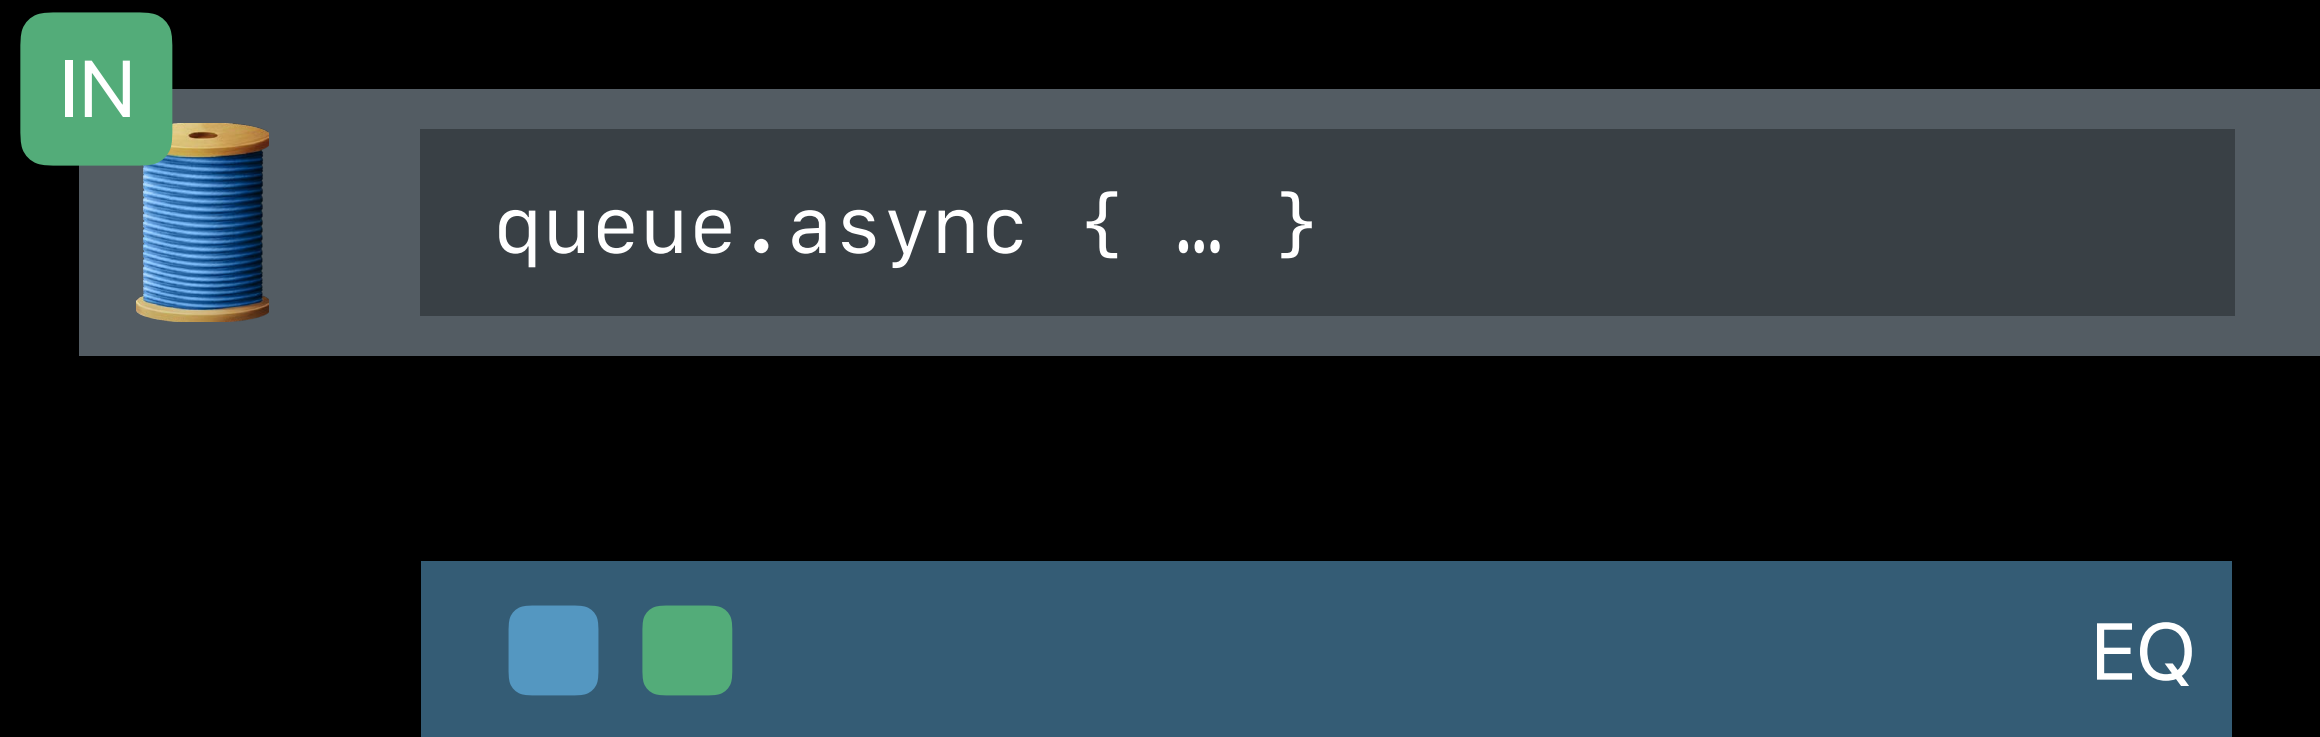 IN
queue.async { … }
EQ